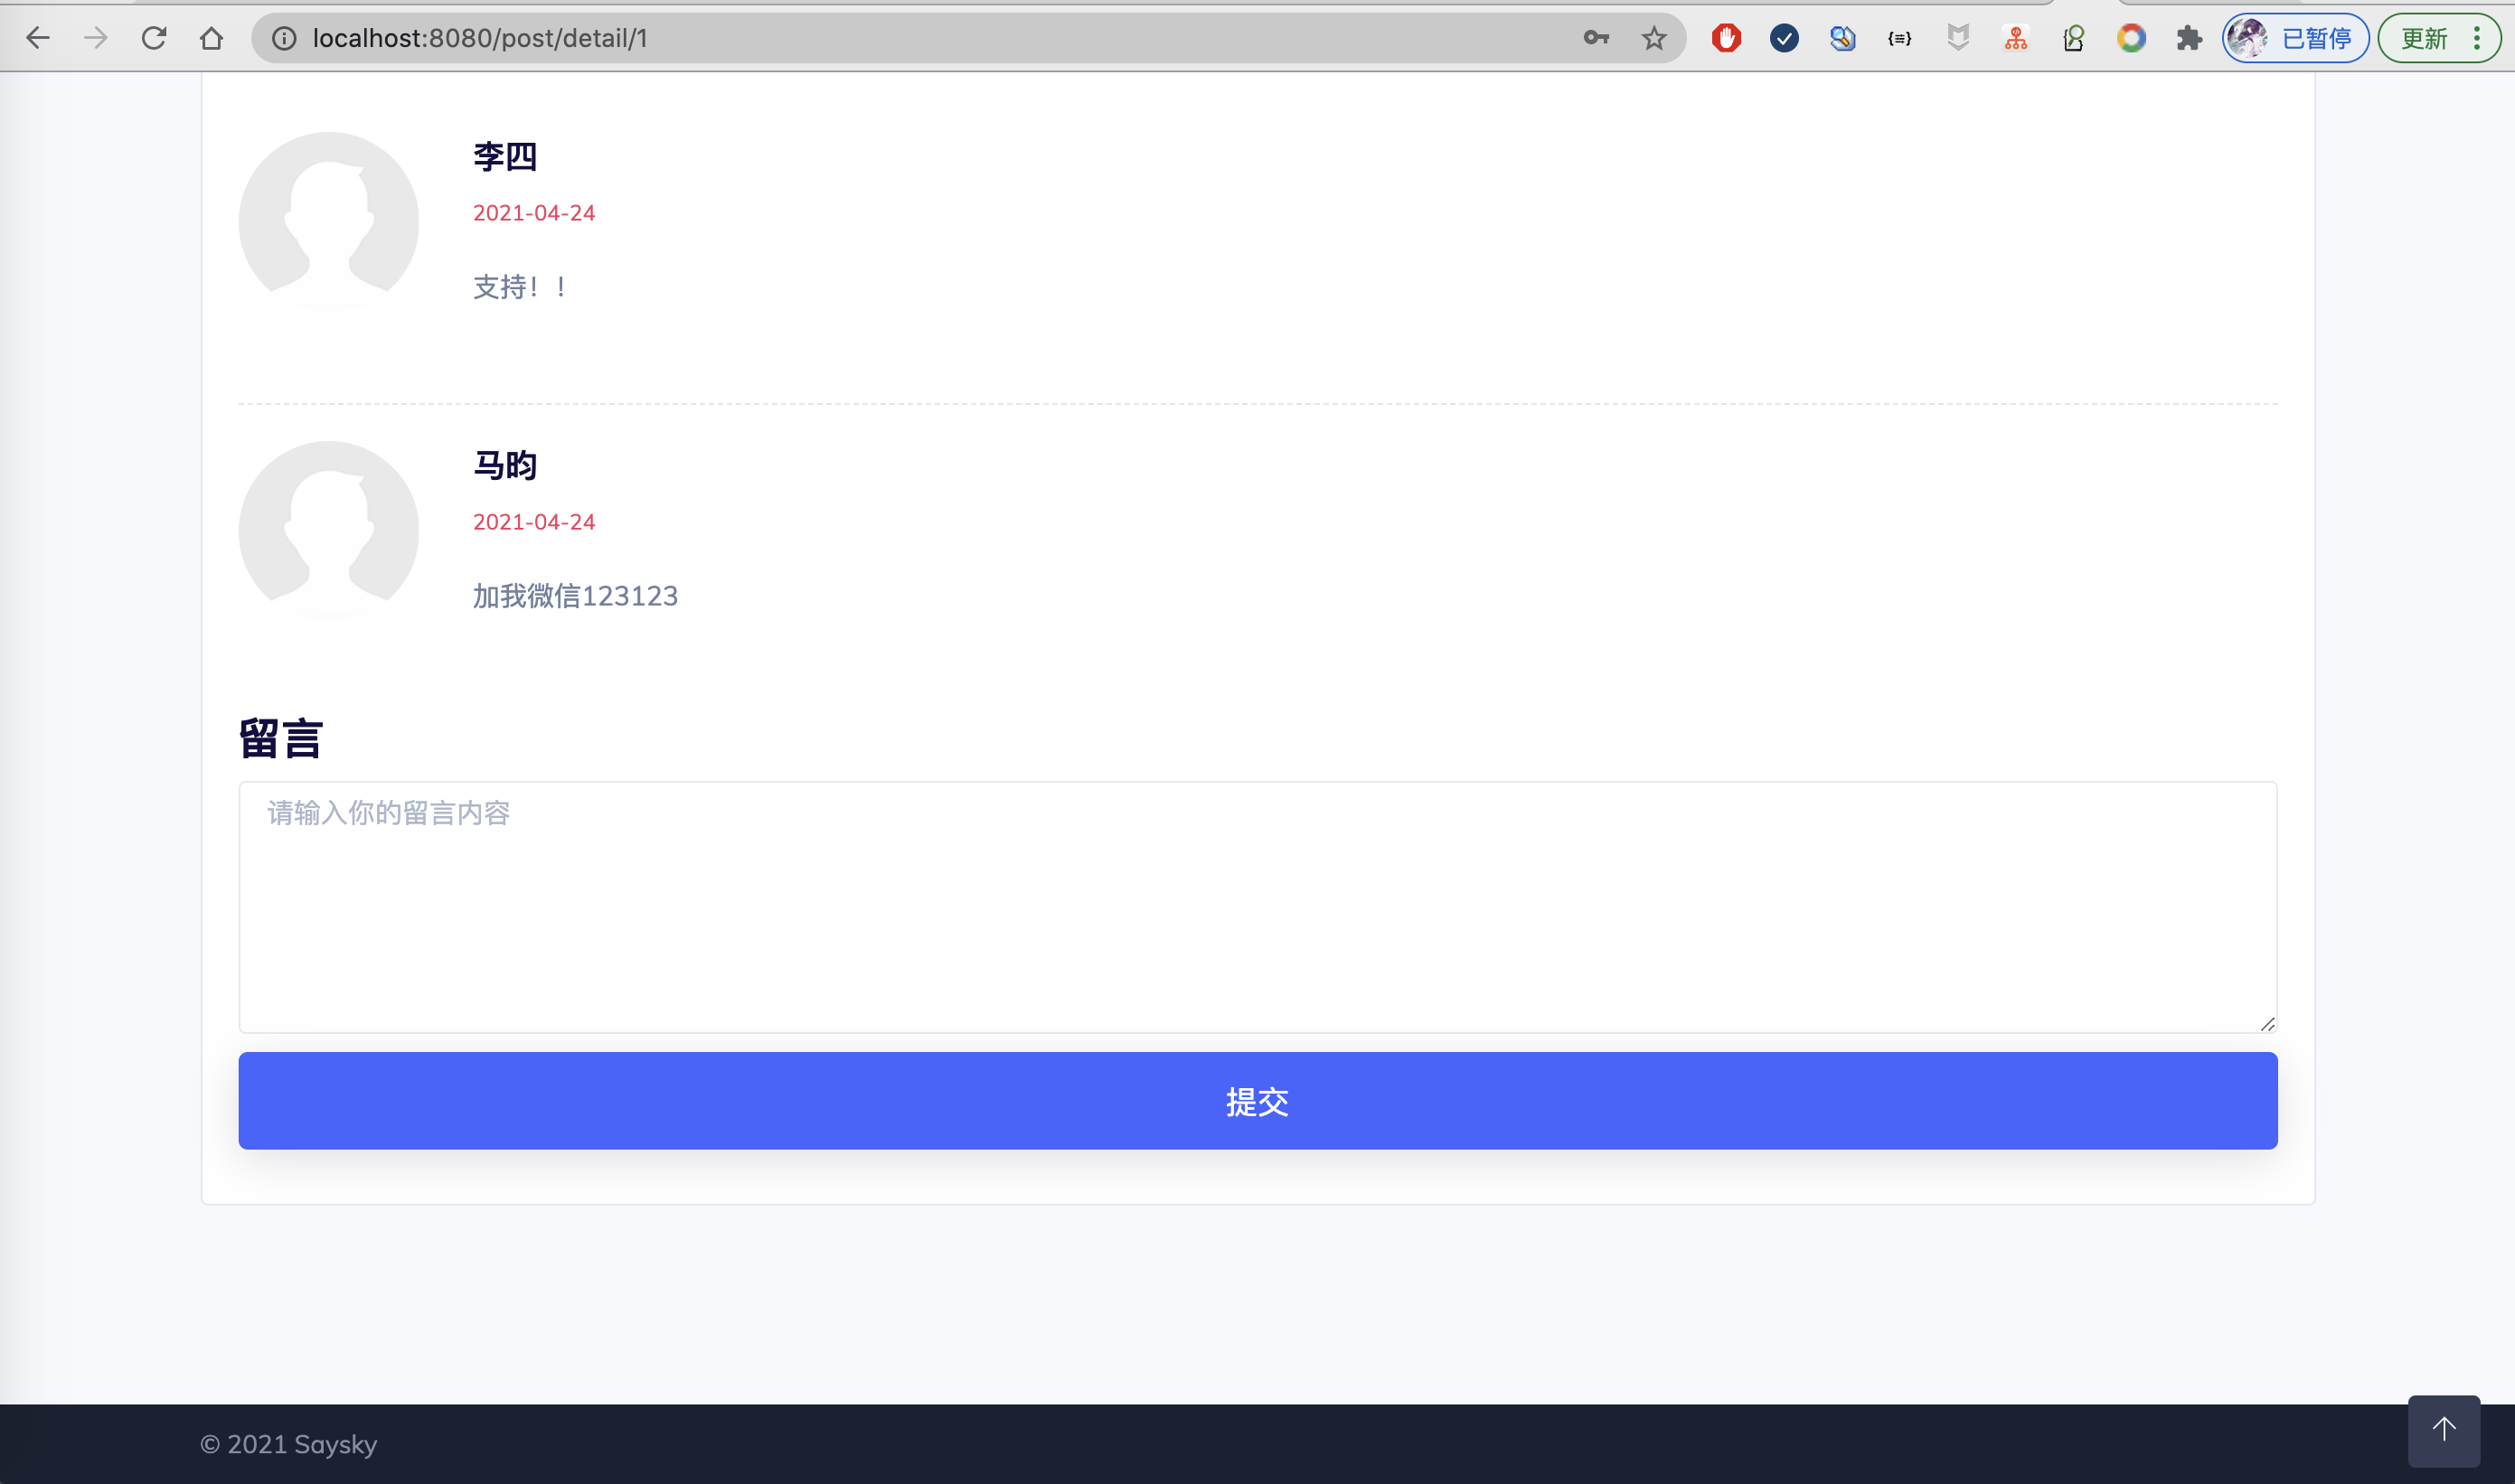 localhost:8080/post/detail/1
已暂停
更新
李四
2021-04-24
支持！！
马昀
2021-04-24
加我微信123123
留言
请输入你的留言内容
提交
© 2021 Saysky